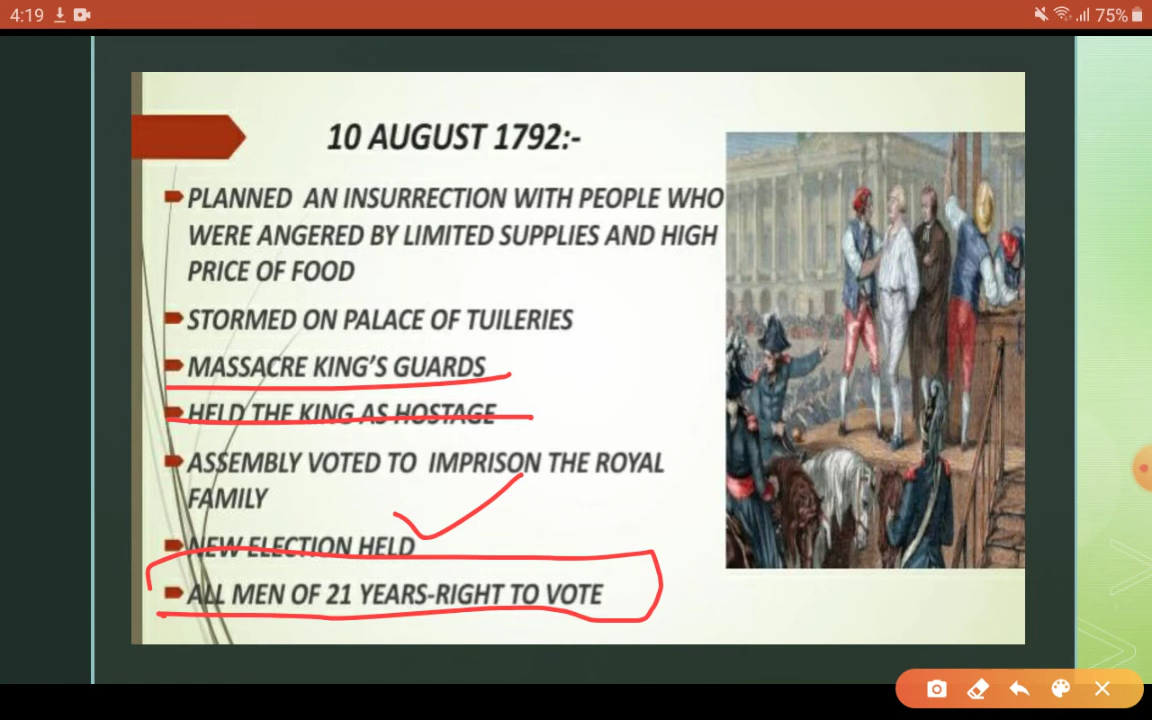 4:19
75%
10 AUGUST 1792:-
PLANNED AN INSURRECTION WITH PEOPLE WHO
WERE ANGERED BY LIMITED SUPPLIES AND HIGH
PRICE OF FOOD
STORMED ON PALACE OF TUILERIES
MASSACRE KING'S GUARDS
HELD THE KING AS HOSTAGE
ASSEMBLY VOTED TO IMPRISON THE ROYAL
FAMILY
NEW ELECTION HELD
ALL MEN OF 21 YEARS-RIGHT TO VOTE